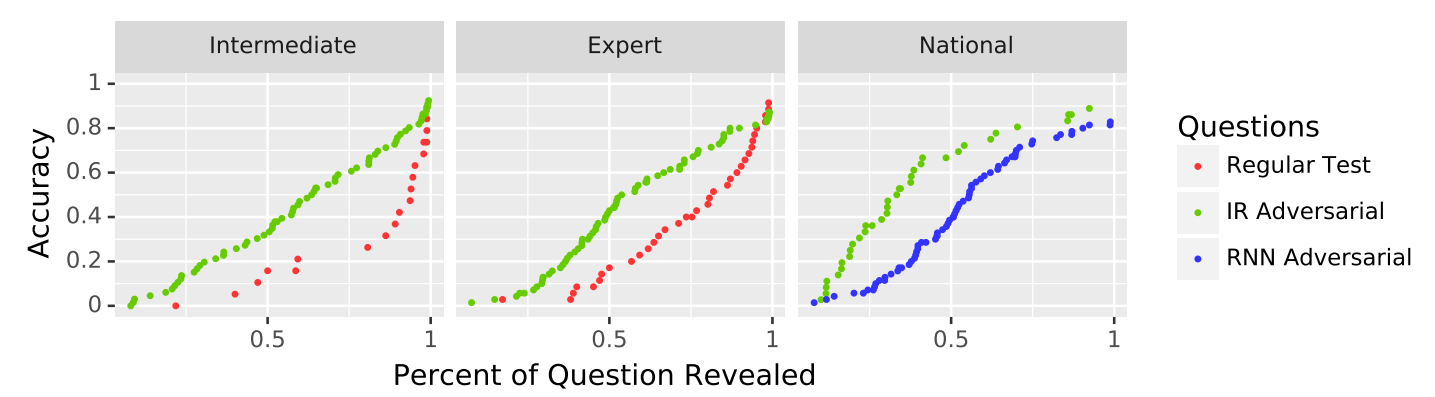 Intermediate
Expert
National
Accuracy
1
0.8
0.6
0.4
0.2
0
0.5
1
0.5
1
0.5
1
Percent of Question Revealed
Questions
Regular Test
IR Adversarial
RNN Adversarial